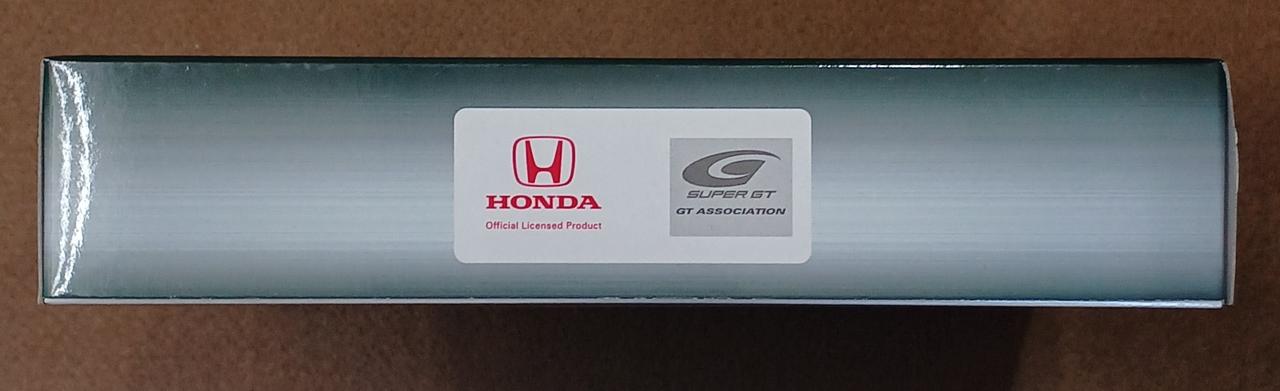 HONDA
Official Licensed Product
SUPER GT
GT ASSOCIATION